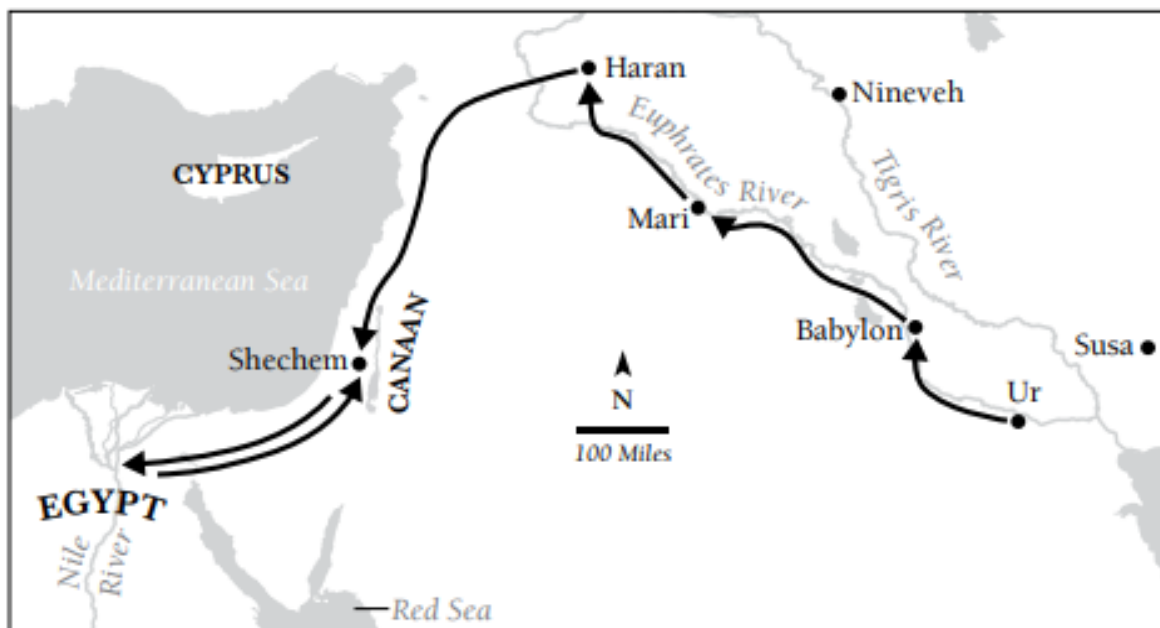 Haran
Nineveh
Euphrates River
Tigris River
CYPRUS
Mari
Mediterranean Sea
Babylon
Susa
Shechem
CANAAN
Ur
N
100 Miles
EGYPT
Nile
River
Red Sea